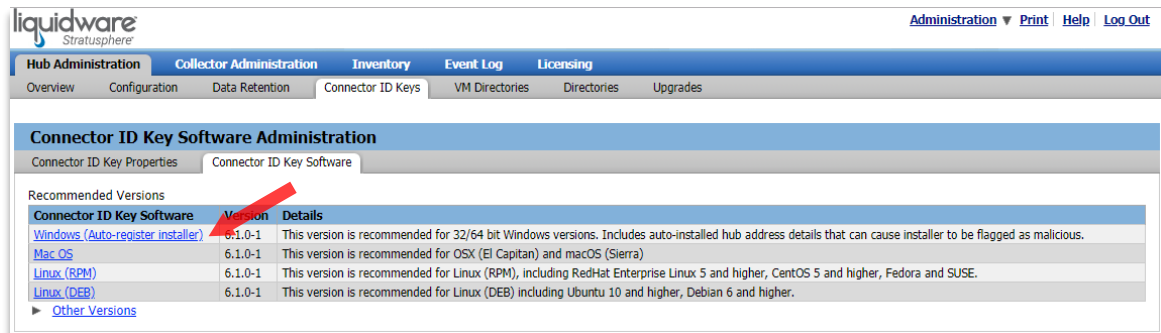 liquidware
Stratusphere
Administration ▼ Print Help Log Out
Hub Administration Collector Administration Inventory Event Log Licensing
Overview Configuration Data Retention Connector ID Keys VM Directories Directories Upgrades
Connector ID Key Software Administration
Connector ID Key Properties Connector ID Key Software
Recommended Versions
Connector ID Key Software Version Details
Windows (Auto-register installer) 6.1.0-1 This version is recommended for 32/64 bit Windows versions. Includes auto-installed hub address details that can cause installer to be flagged as malicious.
Mac OS 6.1.0-1 This version is recommended for OSX (El Capitan) and macOS (Sierra)
Linux (RPM) 6.1.0-1 This version is recommended for Linux (RPM), including RedHat Enterprise Linux 5 and higher, CentOS 5 and higher, Fedora and SUSE.
Linux (DEB) 6.1.0-1 This version is recommended for Linux (DEB) including Ubuntu 10 and higher, Debian 6 and higher.
► Other Versions